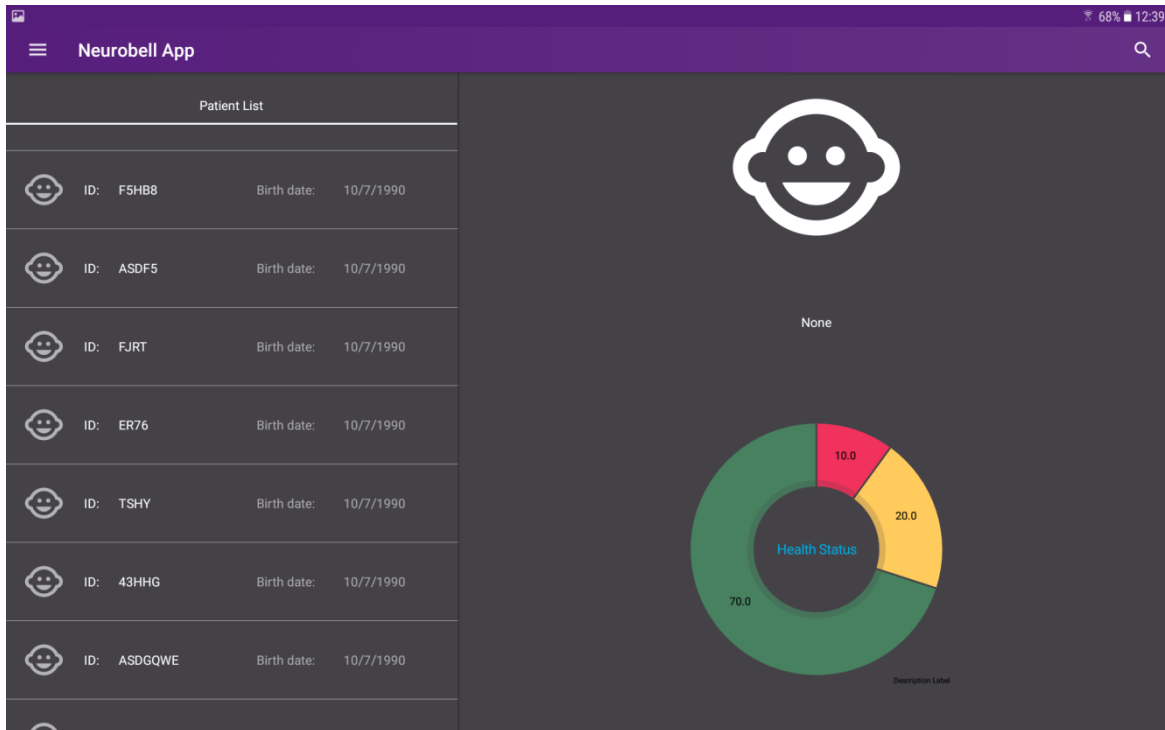 68% 12:39
Neurobell App
Patient List
ID: F5HB8 Birth date: 10/7/1990
ID: ASDF5 Birth date: 10/7/1990
ID: FJRT Birth date: 10/7/1990
ID: ER76 Birth date: 10/7/1990
ID: TSHY Birth date: 10/7/1990
ID: 43HHG Birth date: 10/7/1990
ID: ASDGQWE Birth date: 10/7/1990
None
10.0
20.0
Health Status
70.0
Description Label